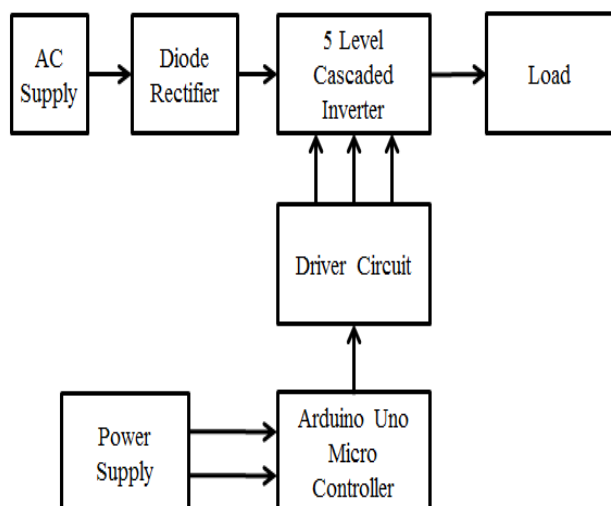 AC
Supply
Diode
Rectifier
5 Level
Cascaded
Inverter
Load
Driver Circuit
Power
Supply
Arduino Uno
Micro
Controller